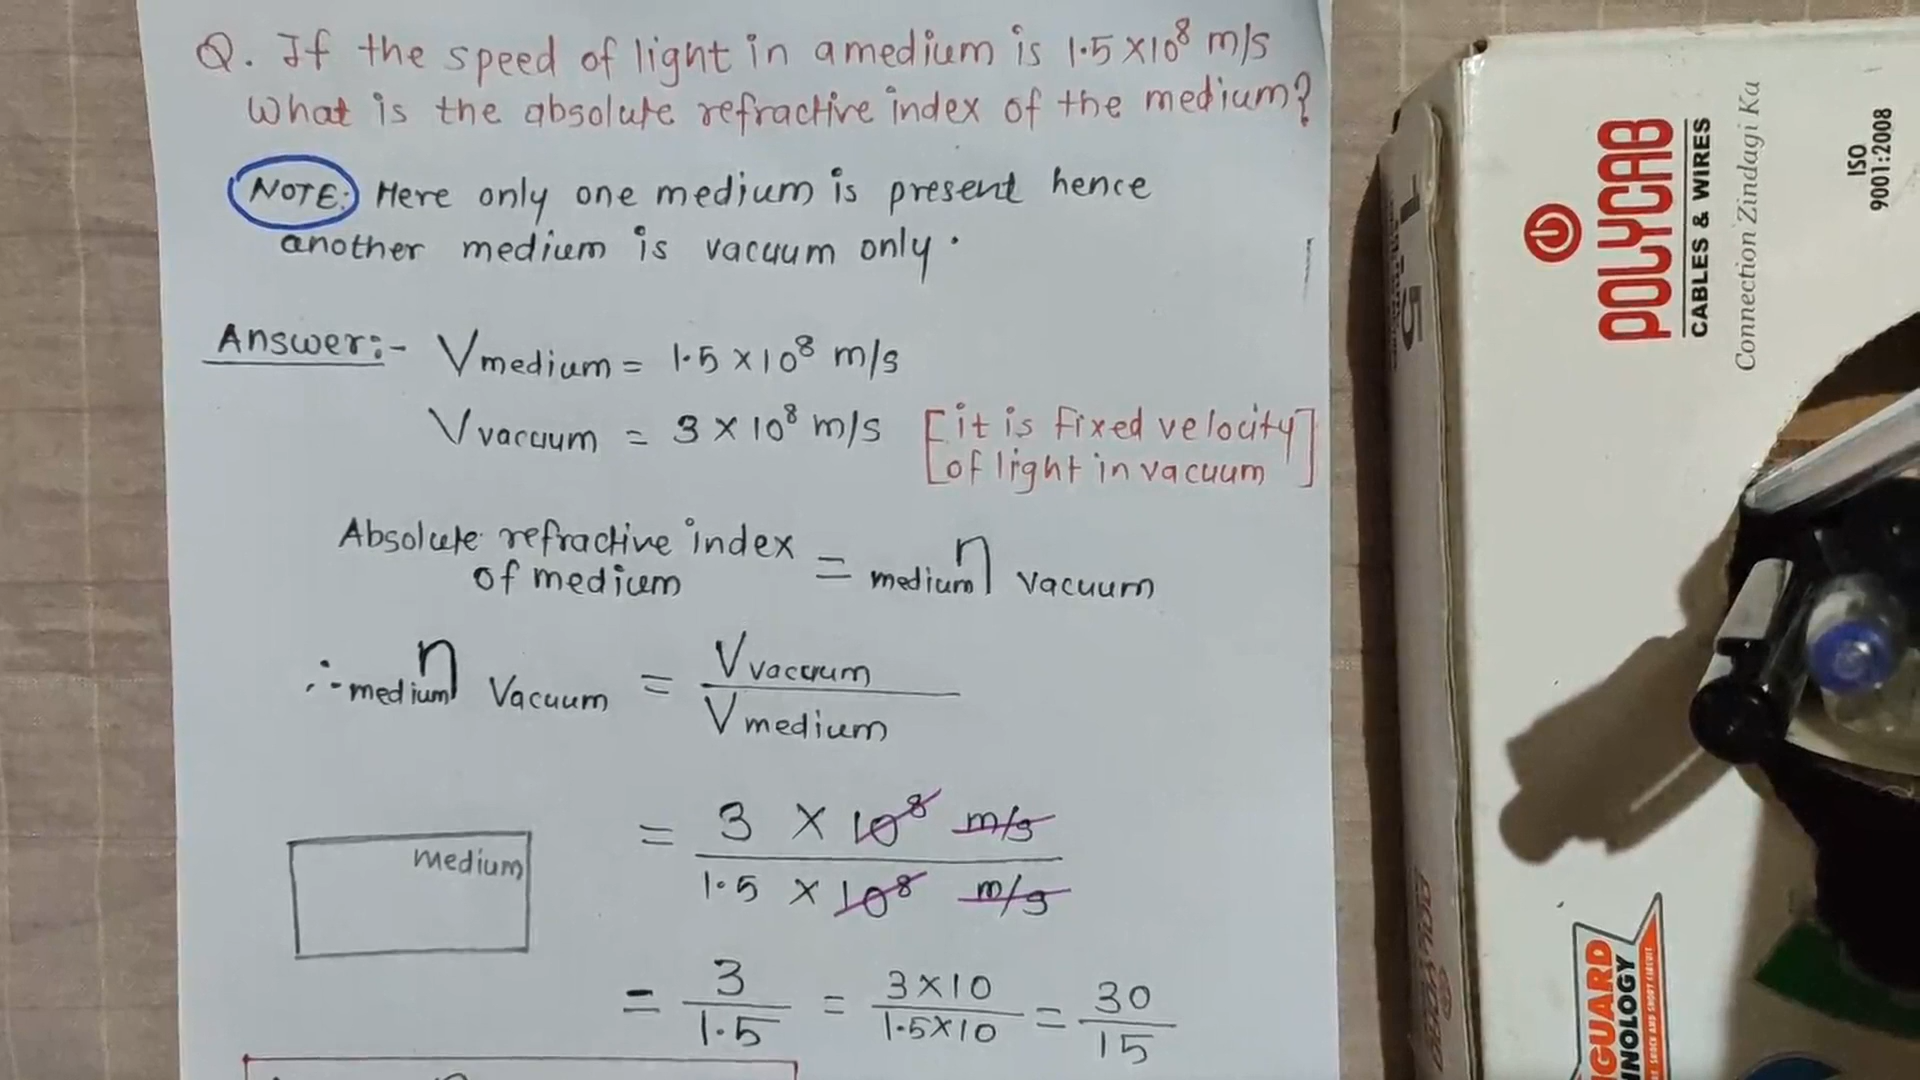 Q. If the speed of light in a medium is 1.5 ×10⁸ m/s
What is the absolute refractive index of the medium?
NOTE: Here only one medium is present hence
another medium is vacuum only.
Answer:- Vmedium = 1.5 × 10⁸ m/s
Vvacuum = 3 × 10⁸ m/s [it is fixed velocity
of light in vacuum]
Absolute refractive index
of medium = medium n vacuum
∴ medium n vacuum = Vvacuum / Vmedium
= 3 × 10⁸ m/s / 1.5 × 10⁸ m/s
medium
= 3 / 1.5 = 3×10 / 1.5×10 = 30 / 15
POLYCAB
CABLES & WIRES
Connection Zindagi Ka
ISO
9001:2008
1.5
GUARD
NOLOGY